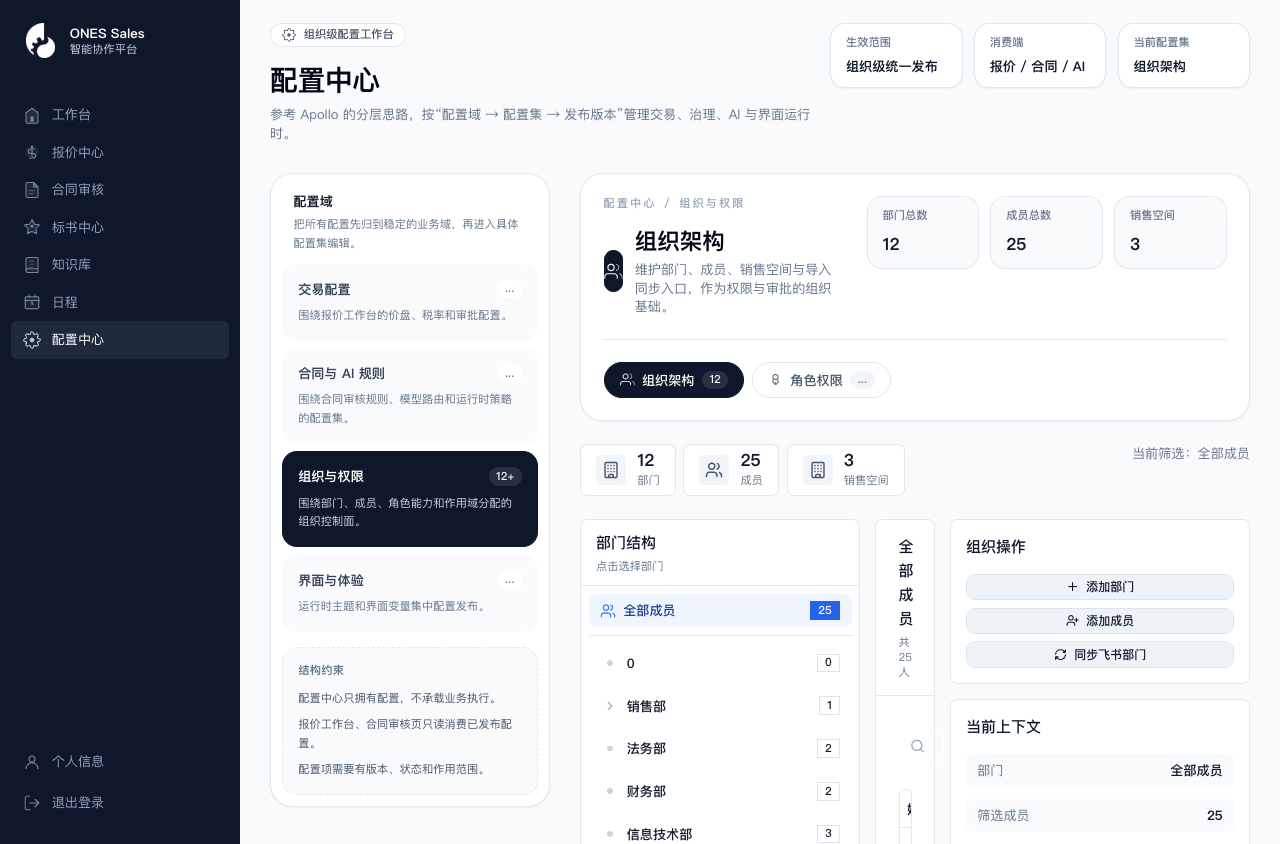 ONES Sales
智能协作平台
工作台
报价中心
合同审核
标书中心
知识库
日程
配置中心
个人信息
退出登录
组织级配置工作台
配置中心
参考 Apollo 的分层思路，按“配置域 → 配置集 → 发布版本”管理交易、治理、AI 与界面运行
时。
生效范围
组织级统一发布
消费端
报价 / 合同 / AI
当前配置集
组织架构
配置域
把所有配置先归到稳定的业务域，再进入具体
配置集编辑。
交易配置
...
围绕报价工作台的价盘、税率和审批配置。
合同与 AI 规则
...
围绕合同审核规则、模型路由和运行时策略
的配置集。
组织与权限
12+
围绕部门、成员、角色能力和作用域分配的
组织控制面。
界面与体验
...
运行时主题和界面变量集中配置发布。
结构约束
配置中心只拥有配置，不承载业务执行。
报价工作台、合同审核页只读消费已发布配
置。
配置项需要有版本、状态和作用范围。
配置中心 / 组织与权限
组织架构
维护部门、成员、销售空间与导入
同步入口，作为权限与审批的组织
基础。
部门总数
12
成员总数
25
销售空间
3
组织架构 12
角色权限 ...
12
部门
25
成员
3
销售空间
当前筛选：全部成员
部门结构
点击选择部门
全部成员 25
0 0
销售部 1
法务部 2
财务部 2
信息技术部 3
全
部
成
员
共
25
人
组织操作
添加部门
添加成员
同步飞书部门
当前上下文
部门 全部成员
筛选成员 25